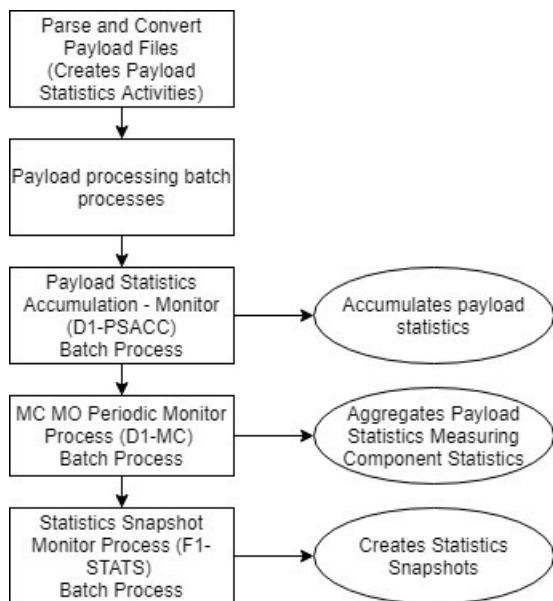 Parse and Convert
Payload Files
(Creates Payload
Statistics Activities)
Payload processing batch
processes
Payload Statistics
Accumulation - Monitor
(D1-PSACC)
Batch Process
Accumulates payload
statistics
MC MO Periodic Monitor
Process (D1-MC)
Batch Process
Aggregates Payload
Statistics Measuring
Component Statistics
Statistics Snapshot
Monitor Process (F1-
STATS)
Batch Process
Creates Statistics
Snapshots